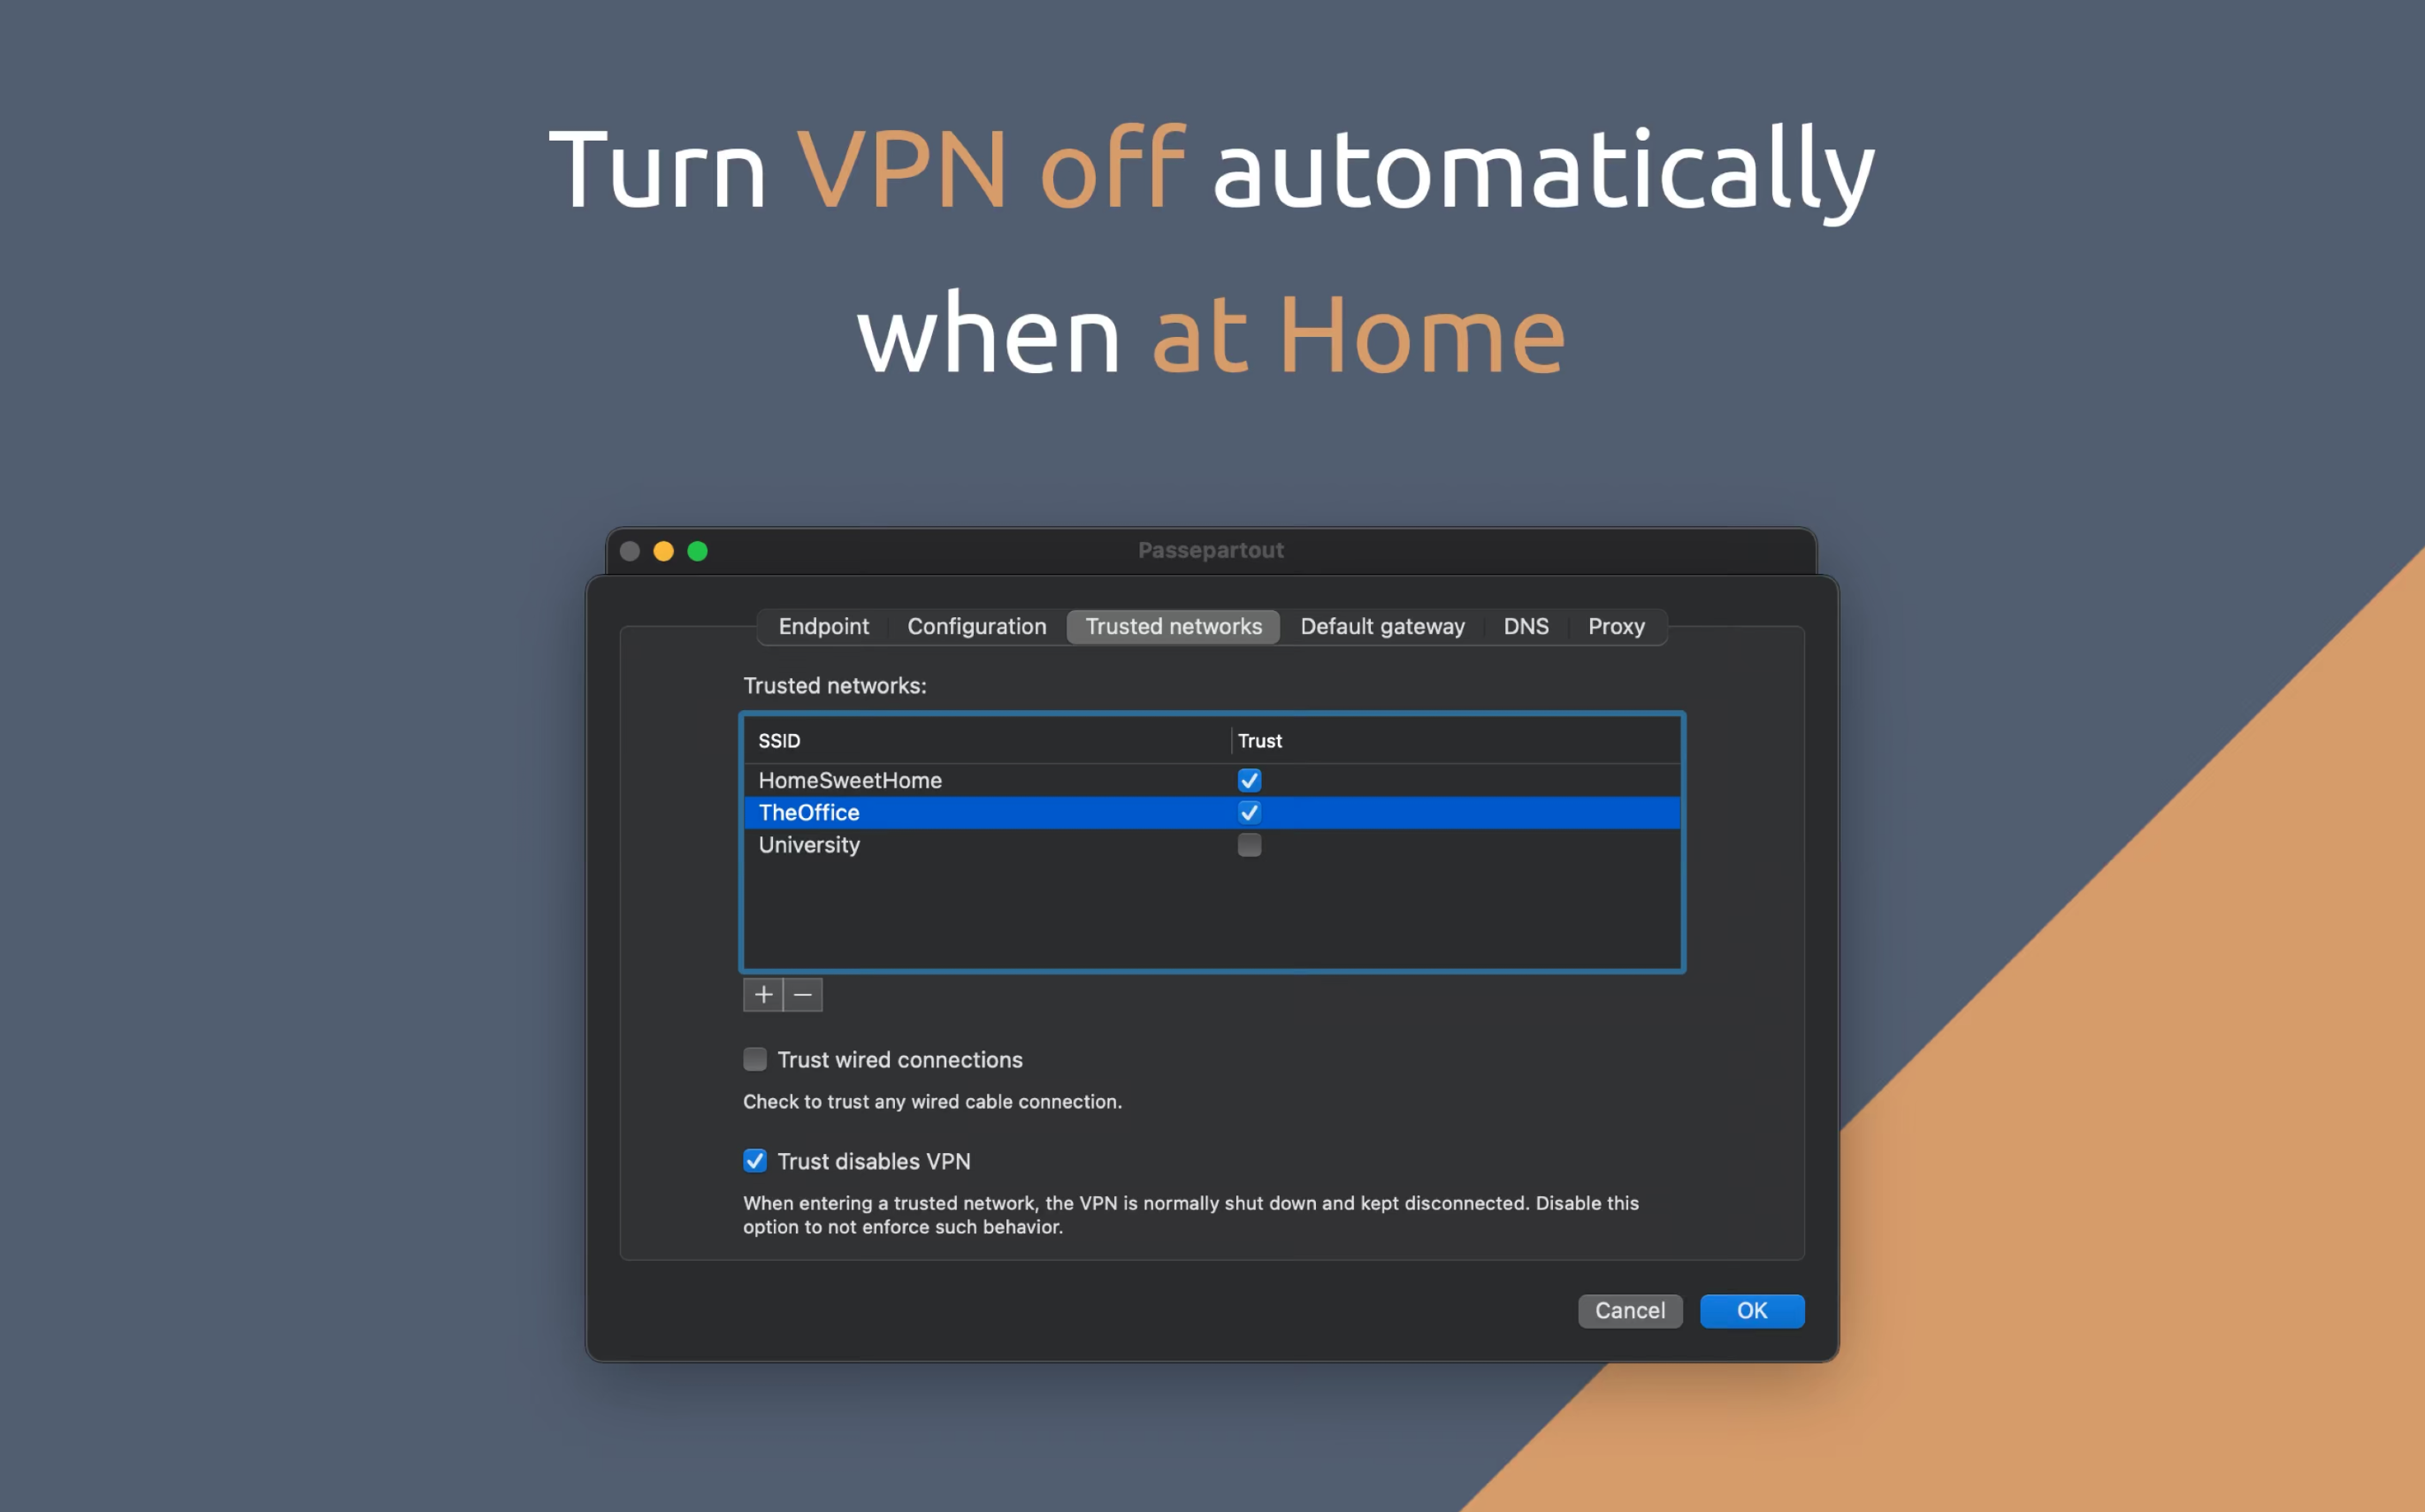 Turn VPN off automatically
when at Home
Passepartout
Endpoint Configuration Trusted networks Default gateway DNS Proxy
Trusted networks:
SSID Trust
HomeSweetHome
TheOffice
University
Trust wired connections
Check to trust any wired cable connection.
Trust disables VPN
When entering a trusted network, the VPN is normally shut down and kept disconnected. Disable this
option to not enforce such behavior.
Cancel OK